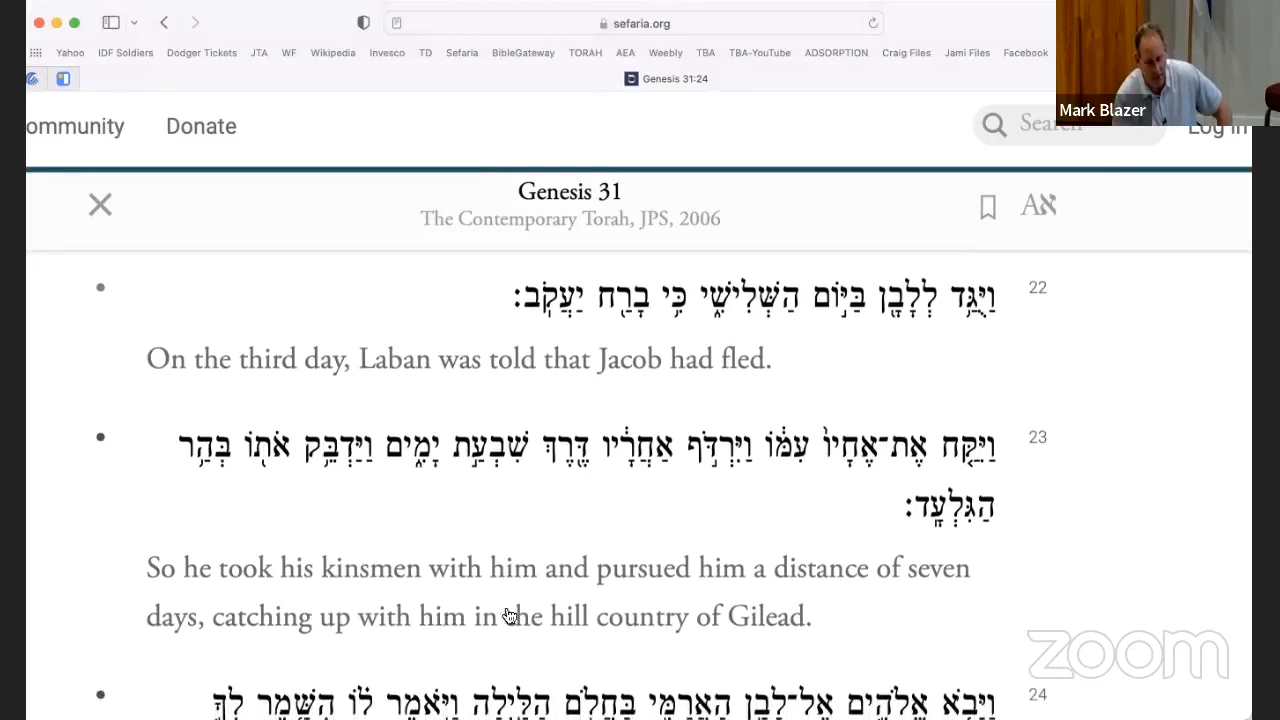 sefaria.org
Yahoo IDF Soldiers Dodger Tickets JTA WF Wikipedia Invesco TD Sefaria BibleGateway TORAH AEA Weebly TBA TBA-YouTube ADSORPTION Craig Files Jami Files Facebook
Genesis 31:24
Mark Blazer
ommunity Donate Search Log in
Genesis 31
The Contemporary Torah, JPS, 2006
Aא
22
וַיֻּגַּ֥ד לְלָבָ֖ן בַּיּ֣וֹם הַשְּׁלִישִׁ֑י כִּ֥י בָרַ֖ח יַעֲקֹֽב׃
On the third day, Laban was told that Jacob had fled.
23
וַיִּקַּ֤ח אֶת־אֶחָיו֙ עִמּ֔וֹ וַיִּרְדֹּ֣ף אַחֲרָ֔יו דֶּ֖רֶךְ שִׁבְעַ֣ת יָמִ֑ים וַיַּדְבֵּ֥ק אֹת֖וֹ בְּהַ֥ר
הַגִּלְעָֽד׃
So he took his kinsmen with him and pursued him a distance of seven
days, catching up with him in the hill country of Gilead.
24
וַיָּבֹ֧א אֱלֹהִ֛ים אֶל־לָבָ֥ן הָאֲרַמִּ֖י בַּחֲלֹ֣ם הַלָּ֑יְלָה וַיֹּ֣אמֶר ל֗וֹ הִשָּׁ֧מֶר לְךָ֛
zoom